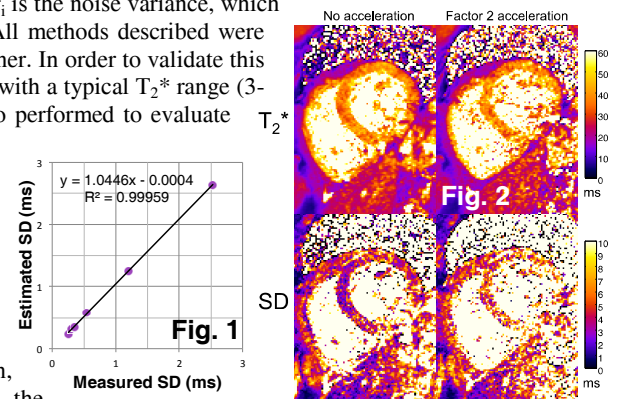 r_i is the noise variance, which
All methods described were
ner. In order to validate this
with a typical T2* range (3-
o performed to evaluate
No acceleration
Factor 2 acceleration
T2*
60
50
40
30
20
10
0
ms
Fig. 2
3
2
1
0
Estimated SD (ms)
y = 1.0446x - 0.0004
R² = 0.99959
Fig. 1
0 1 2 3
Measured SD (ms)
SD
10
9
8
7
6
5
4
3
2
1
0
ms
n,
the